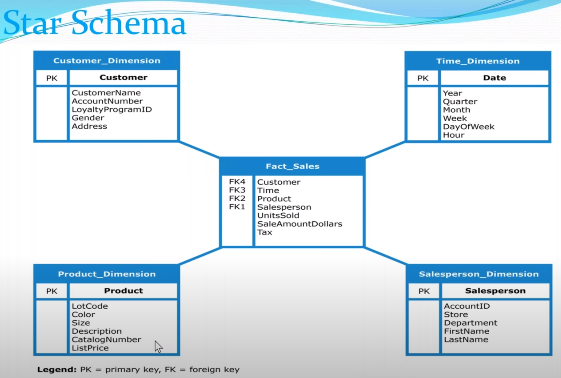 Star Schema
Customer_Dimension
PK Customer
CustomerName
AccountNumber
LoyaltyProgramID
Gender
Address
Time_Dimension
PK Date
Year
Quarter
Month
Week
DayOfWeek
Hour
Fact_Sales
FK4 Customer
FK3 Time
FK2 Product
FK1 Salesperson
UnitsSold
SaleAmountDollars
Tax
Product_Dimension
PK Product
LotCode
Color
Size
Description
CatalogNumber
ListPrice
Salesperson_Dimension
PK Salesperson
AccountID
Store
Department
FirstName
LastName
Legend: PK = primary key, FK = foreign key